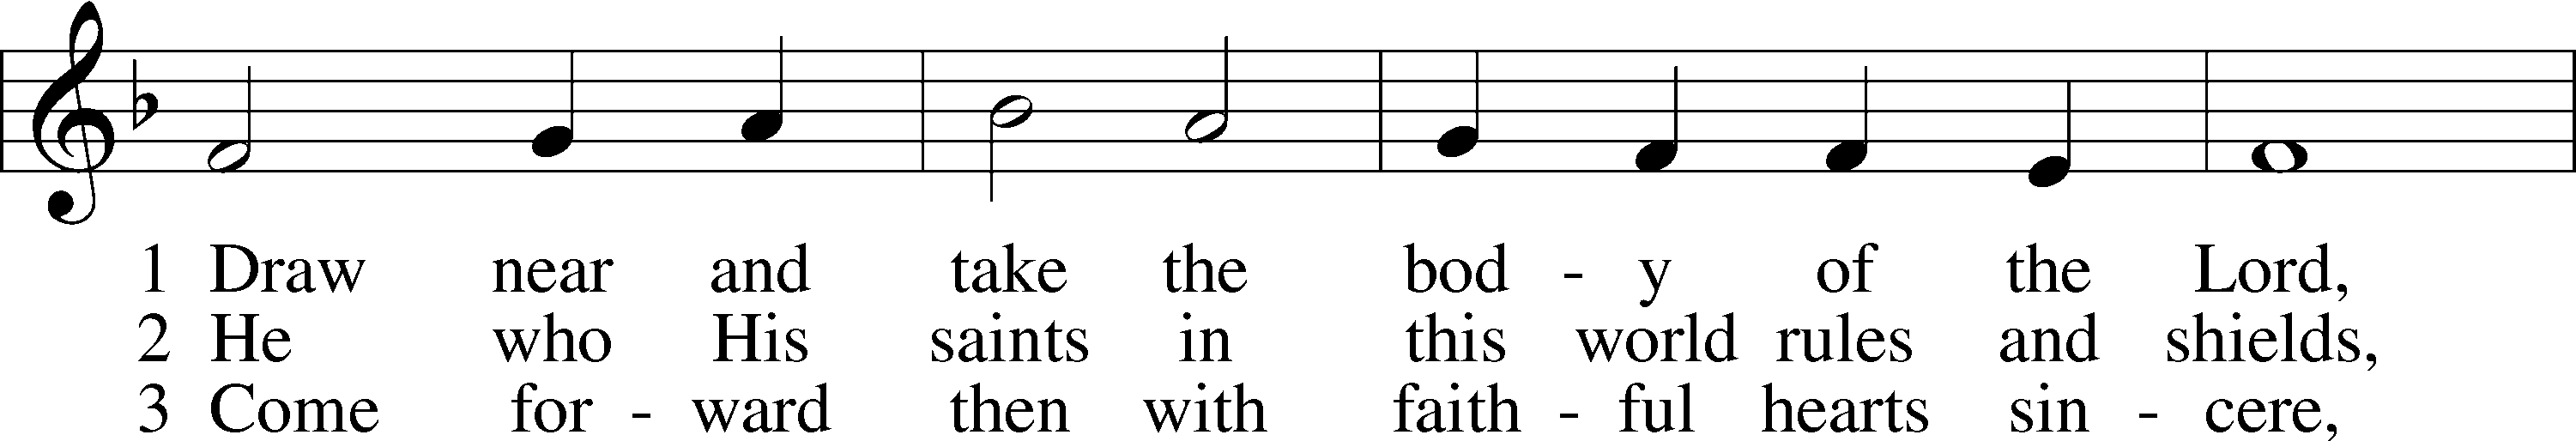 1 Draw near and take the bod - y of the Lord,
2 He who His saints in this world rules and shields,
3 Come for - ward then with faith - ful hearts sin - cere,